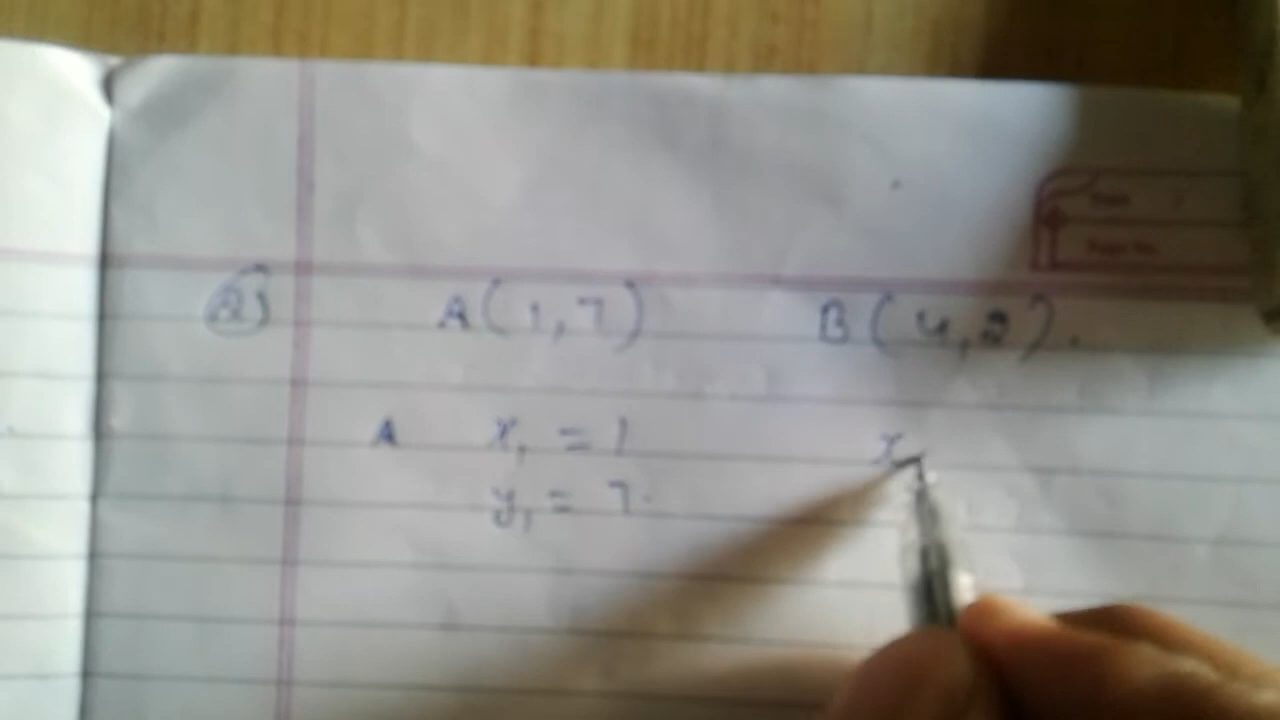 2) A(1,7) B(4,2).
A x₁ = 1 x
y₁ = 7.